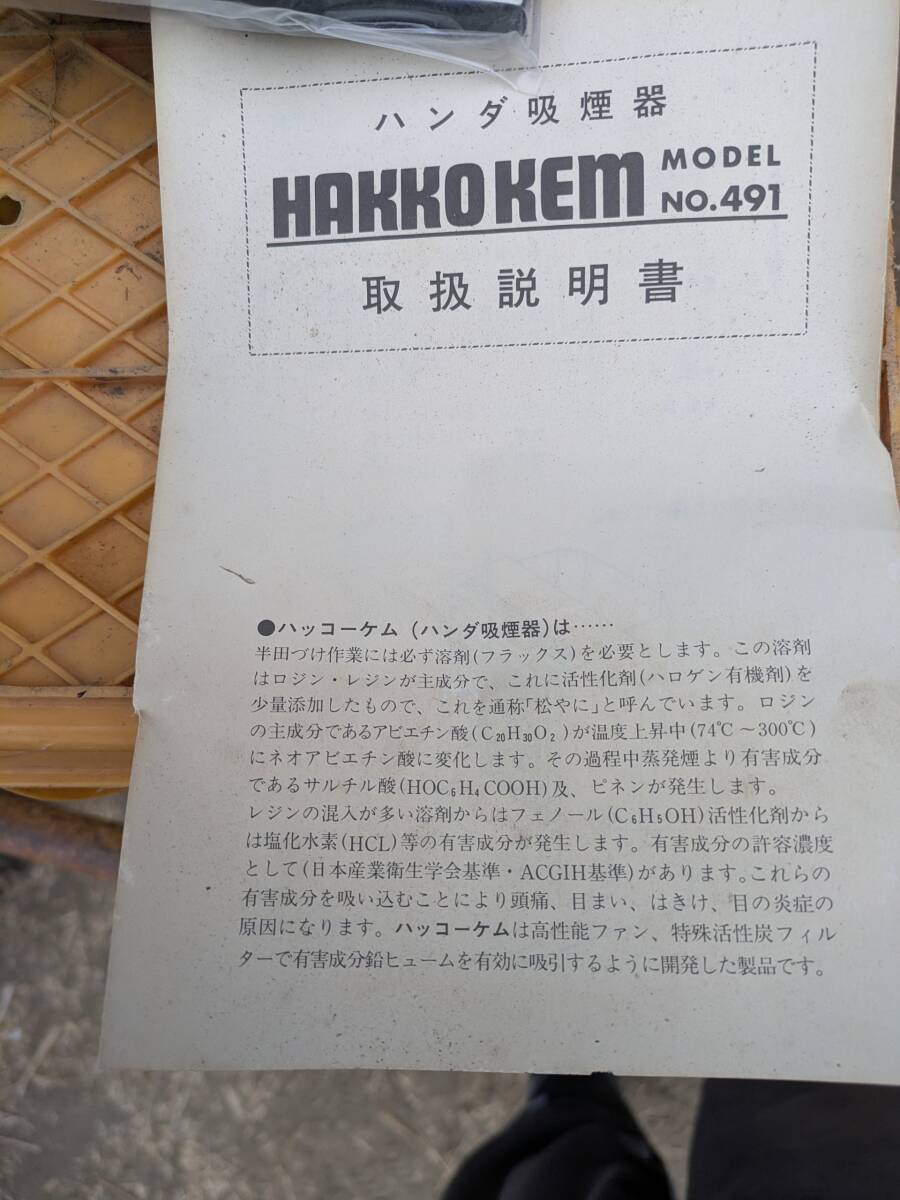 ハンダ吸煙器
HAKKO KEM MODEL NO.491
取扱説明書
●ハッコーケム(ハンダ吸煙器)は……
半田づけ作業には必ず溶剤(フラックス)を必要とします。この溶剤
はロジン・レジンが主成分で、これに活性化剤(ハロゲン有機剤)を
少量添加したもので、これを通称「松やに」と呼んでいます。ロジン
の主成分であるアビエチン酸(C₂₀H₃₀O₂)が温度上昇中(74℃~300℃)
にネオアビエチン酸に変化します。その過程中蒸発煙より有害成分
であるサルチル酸(HOC₆H₄COOH)及、ピネンが発生します。
レジンの混入が多い溶剤からはフェノール(C₆H₅OH)活性化剤から
は塩化水素(HCL)等の有害成分が発生します。有害成分の許容濃度
として(日本産業衛生学会基準・ACGIH基準)があります。これらの
有害成分を吸い込むことにより頭痛、目まい、はきけ、目の炎症の
原因になります。ハッコーケムは高性能ファン、特殊活性炭フィル
ターで有害成分鉛ヒュームを有効に吸引するように開発した製品です。